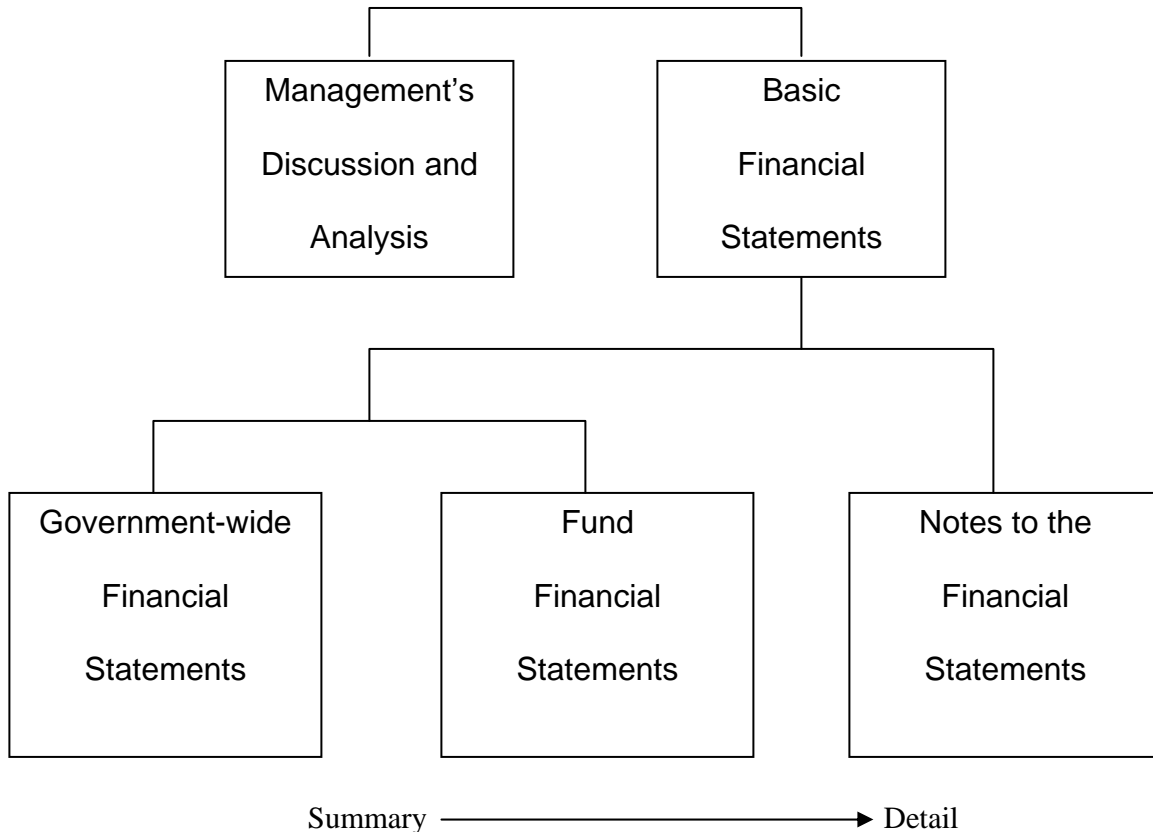 Management’s
Discussion and
Analysis
Basic
Financial
Statements
Government-wide
Financial
Statements
Fund
Financial
Statements
Notes to the
Financial
Statements
Summary Detail